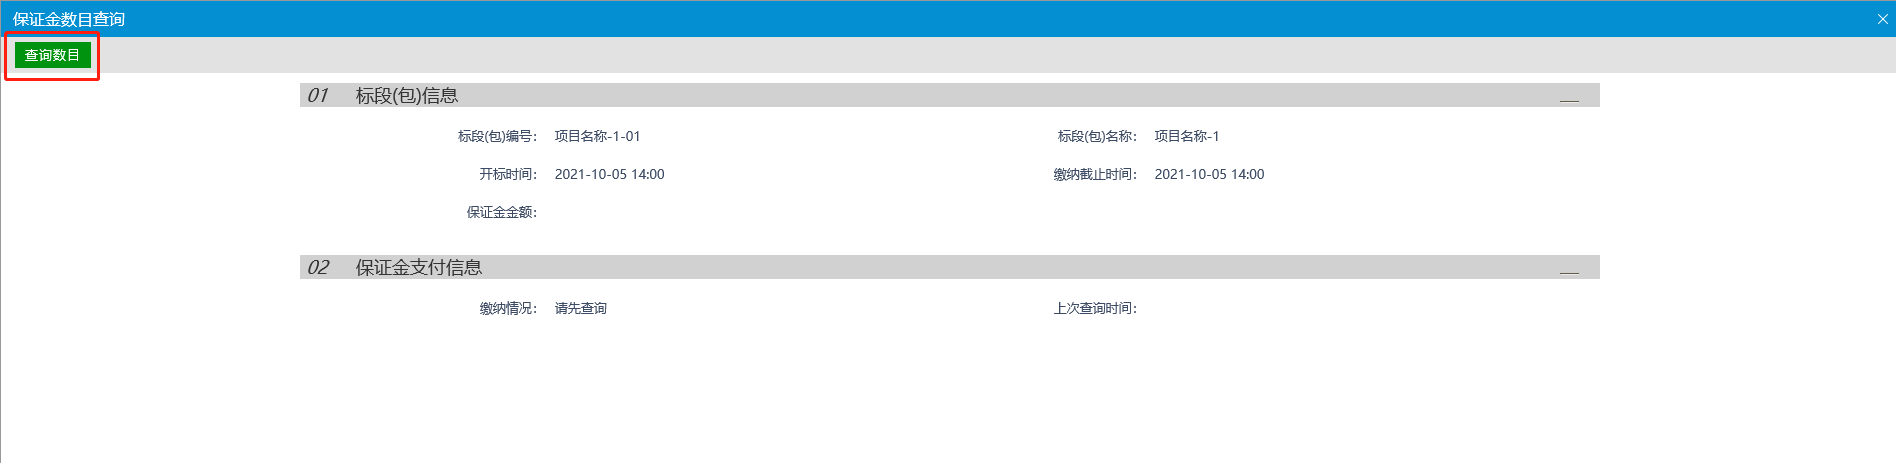 保证金数目查询
查询数目
01 标段(包)信息
标段(包)编号： 项目名称-1-01 标段(包)名称： 项目名称-1
开标时间： 2021-10-05 14:00 缴纳截止时间： 2021-10-05 14:00
保证金金额：
02 保证金支付信息
缴纳情况： 请先查询 上次查询时间：